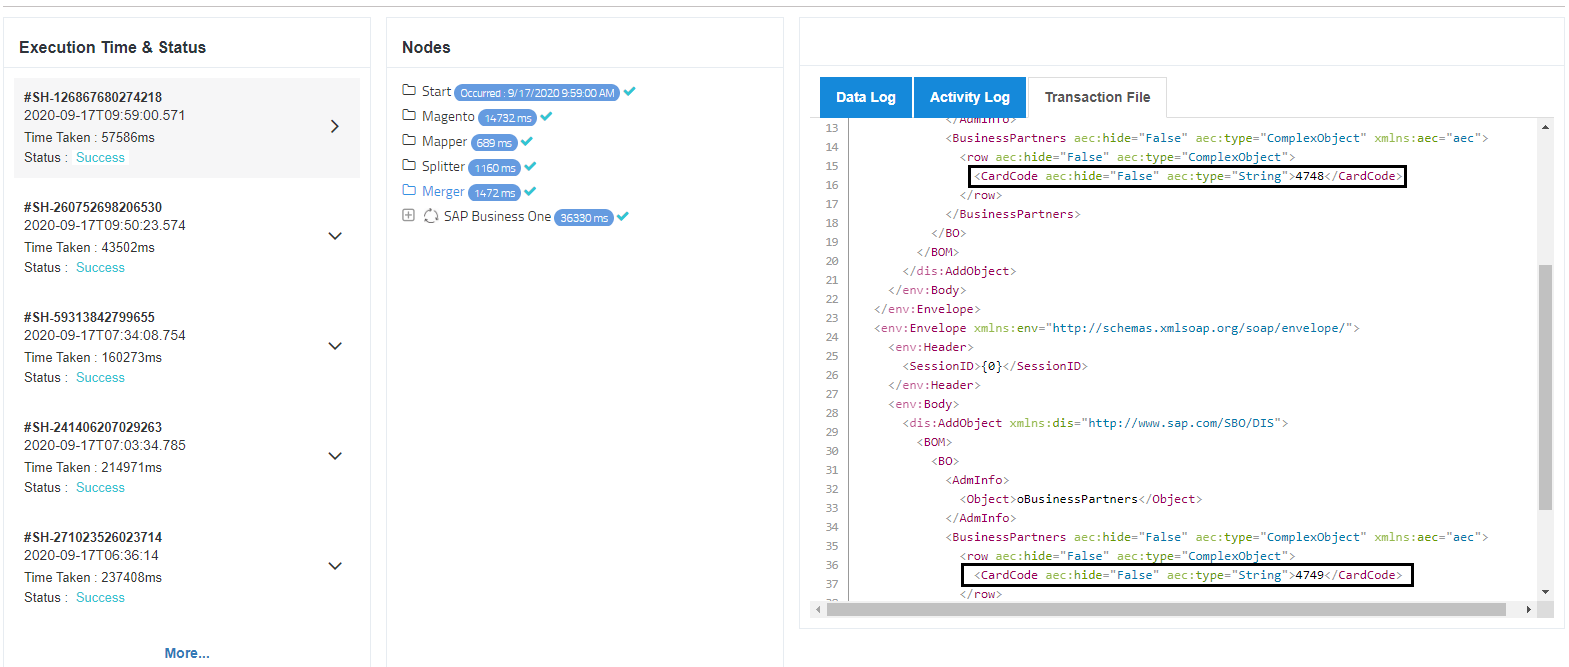 Execution Time & Status
#SH-126867680274218
2020-09-17T09:59:00.571
Time Taken : 57586ms
Status : Success
#SH-260752698206530
2020-09-17T09:50:23.574
Time Taken : 43502ms
Status : Success
#SH-59313842799655
2020-09-17T07:34:08.754
Time Taken : 160273ms
Status : Success
#SH-241406207029263
2020-09-17T07:03:34.785
Time Taken : 214971ms
Status : Success
#SH-271023526023714
2020-09-17T06:36:14
Time Taken : 237408ms
Status : Success
More...
Nodes
Start Occurred : 9/17/2020 9:59:00 AM
Magento 14732 ms
Mapper 689 ms
Splitter 1160 ms
Merger 1472 ms
SAP Business One 36330 ms
Data Log Activity Log Transaction File
13 </AdmInfo>
14 <BusinessPartners aec:hide="False" aec:type="ComplexObject" xmlns:aec="aec">
15 <row aec:hide="False" aec:type="ComplexObject">
16 <CardCode aec:hide="False" aec:type="String">4748</CardCode>
17 </row>
18 </BusinessPartners>
19 </BO>
20 </BOM>
21 </dis:AddObject>
22 </env:Body>
23 </env:Envelope>
24 <env:Envelope xmlns:env="http://schemas.xmlsoap.org/soap/envelope/">
25 <env:Header>
26 <SessionID>{0}</SessionID>
27 </env:Header>
28 <env:Body>
29 <dis:AddObject xmlns:dis="http://www.sap.com/SBO/DIS">
30 <BOM>
31 <BO>
32 <AdmInfo>
33 <Object>oBusinessPartners</Object>
34 </AdmInfo>
35 <BusinessPartners aec:hide="False" aec:type="ComplexObject" xmlns:aec="aec">
36 <row aec:hide="False" aec:type="ComplexObject">
37 <CardCode aec:hide="False" aec:type="String">4749</CardCode>
38 </row>